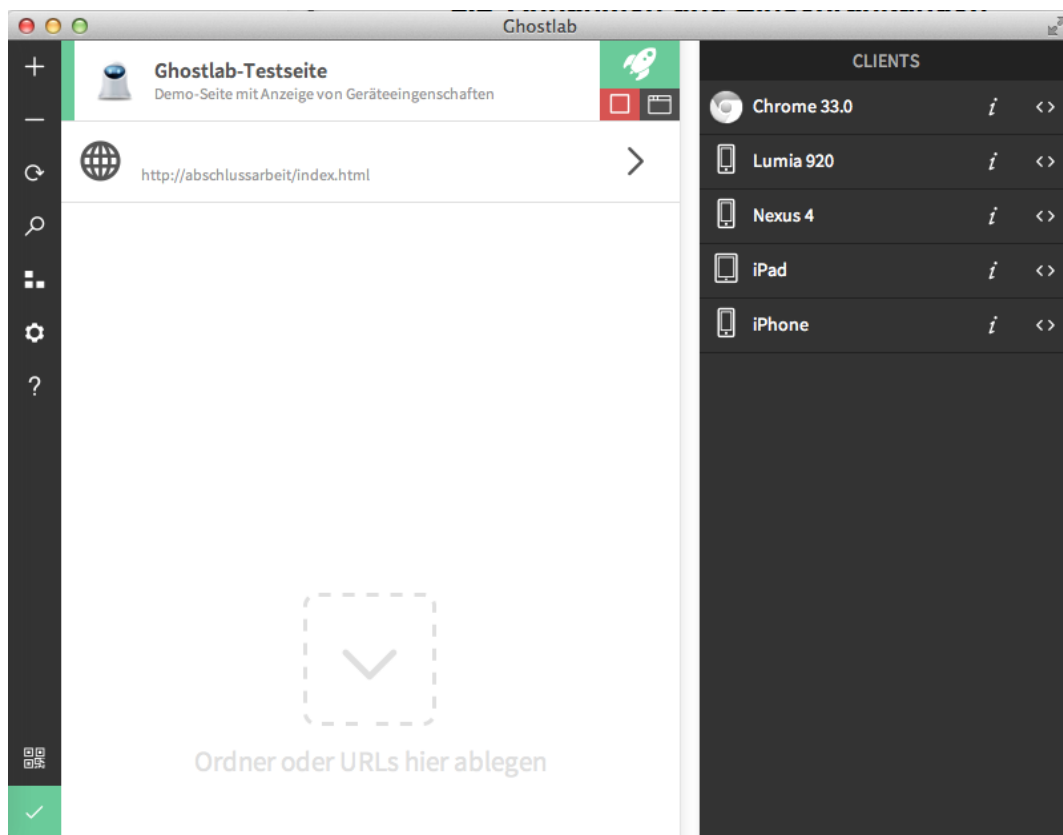 Ghostlab
Ghostlab-Testseite
Demo-Seite mit Anzeige von Geräteeingenschaften
http://abschlussarbeit/index.html
Ordner oder URLs hier ablegen
CLIENTS
Chrome 33.0
Lumia 920
Nexus 4
iPad
iPhone